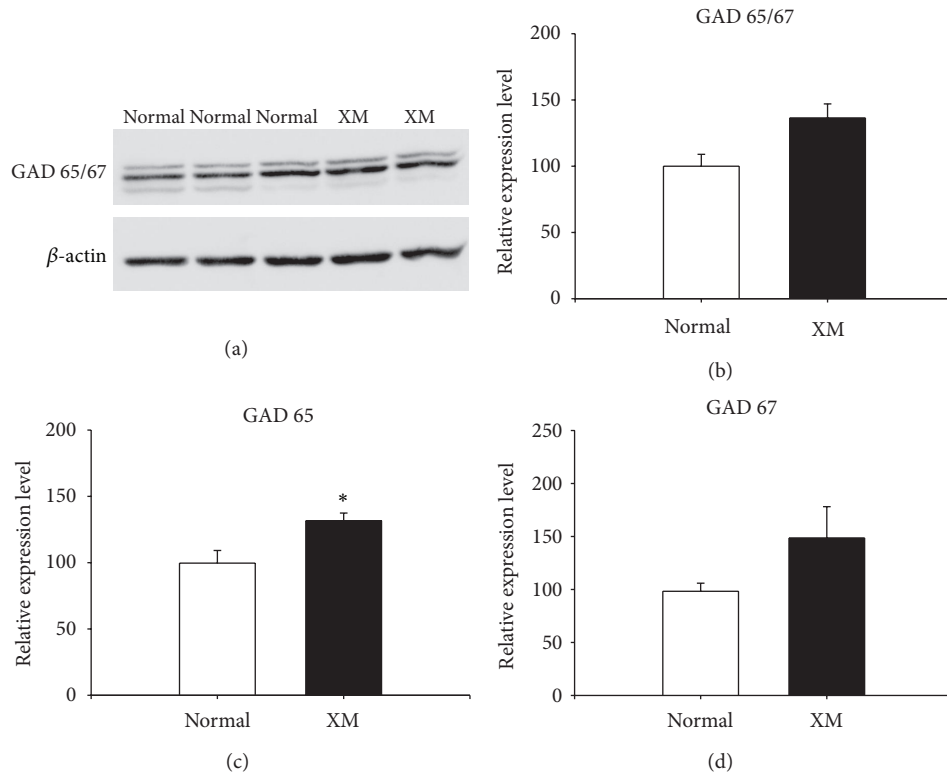 Normal Normal Normal XM XM
GAD 65/67
β-actin
(a)
GAD 65/67
Relative expression level
200
150
100
50
0
Normal XM
(b)
GAD 65
Relative expression level
200
150
100
50
0
*
Normal XM
(c)
GAD 67
Relative expression level
250
200
150
100
50
0
Normal XM
(d)